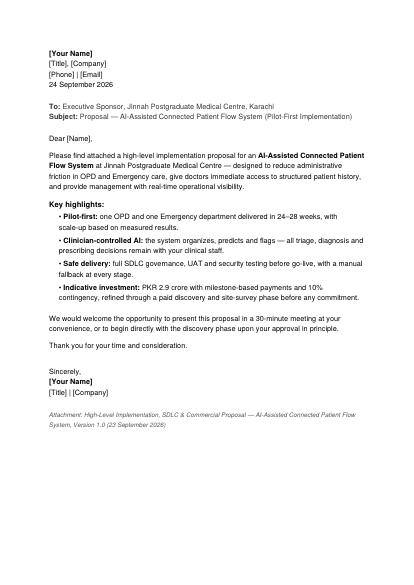 [Your Name]
[Title], [Company]
[Phone] | [Email]
24 September 2026
To: Executive Sponsor, Jinnah Postgraduate Medical Centre, Karachi
Subject: Proposal — AI-Assisted Connected Patient Flow System (Pilot-First Implementation)
Dear [Name],
Please find attached a high-level implementation proposal for an AI-Assisted Connected Patient
Flow System at Jinnah Postgraduate Medical Centre — designed to reduce administrative
friction in OPD and Emergency care, give doctors immediate access to structured patient history,
and provide management with real-time operational visibility.
Key highlights:
• Pilot-first: one OPD and one Emergency department delivered in 24–28 weeks, with
scale-up based on measured results.
• Clinician-controlled AI: the system organizes, predicts and flags — all triage, diagnosis and
prescribing decisions remain with your clinical staff.
• Safe delivery: full SDLC governance, UAT and security testing before go-live, with a manual
fallback at every stage.
• Indicative investment: PKR 2.9 crore with milestone-based payments and 10%
contingency, refined through a paid discovery and site-survey phase before any commitment.
We would welcome the opportunity to present this proposal in a 30-minute meeting at your
convenience, or to begin directly with the discovery phase upon your approval in principle.
Thank you for your time and consideration.
Sincerely,
[Your Name]
[Title] | [Company]
Attachment: High-Level Implementation, SDLC & Commercial Proposal — AI-Assisted Connected Patient Flow
System, Version 1.0 (23 September 2026)